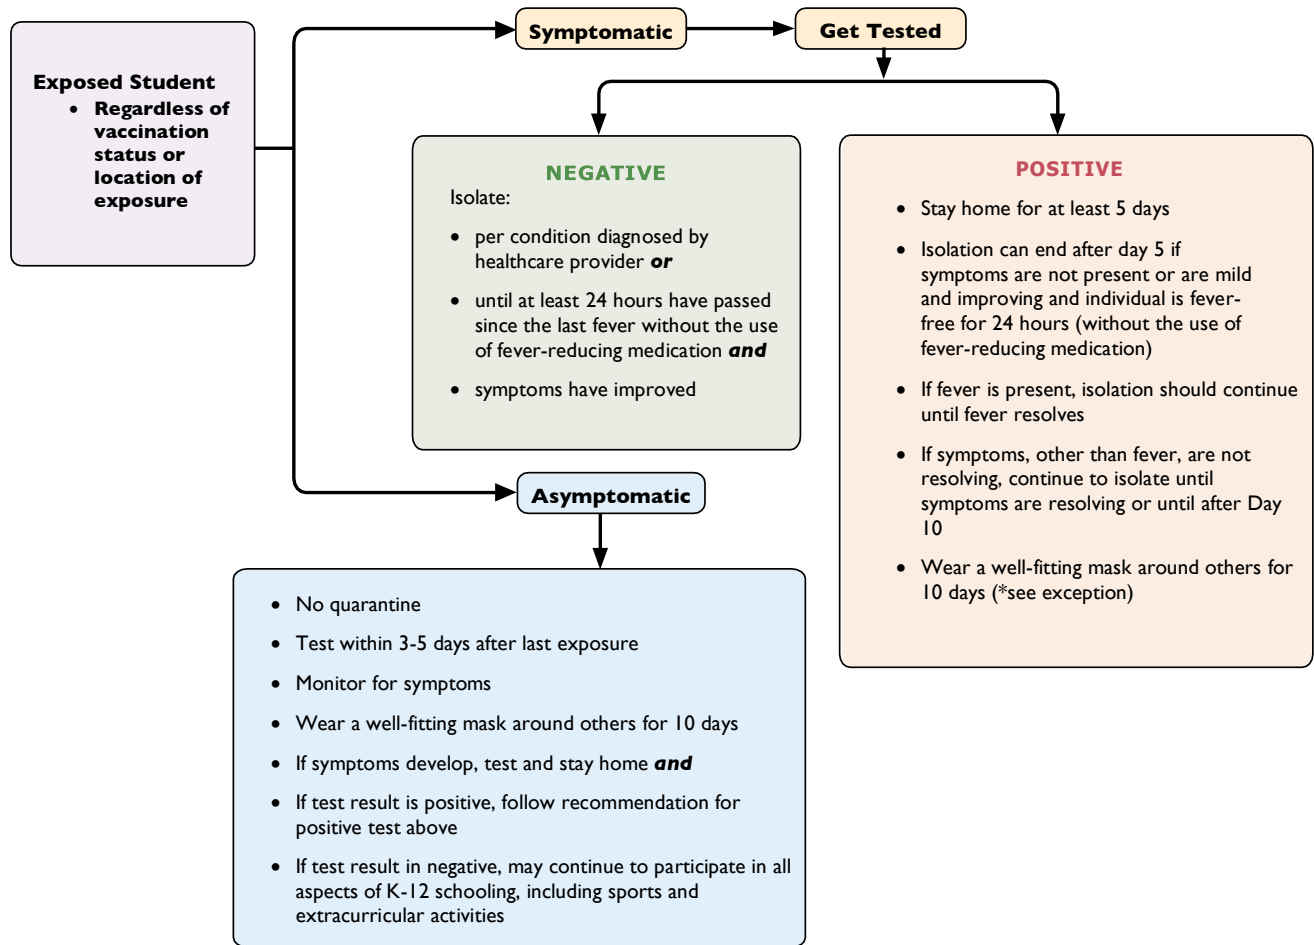 Exposed Student
• Regardless of
vaccination
status or
location of
exposure
Symptomatic
Get Tested
NEGATIVE
Isolate:
• per condition diagnosed by
healthcare provider or
• until at least 24 hours have passed
since the last fever without the use
of fever-reducing medication and
• symptoms have improved
POSITIVE
• Stay home for at least 5 days
• Isolation can end after day 5 if
symptoms are not present or are mild
and improving and individual is fever-
free for 24 hours (without the use of
fever-reducing medication)
• If fever is present, isolation should continue
until fever resolves
• If symptoms, other than fever, are not
resolving, continue to isolate until
symptoms are resolving or until after Day
10
• Wear a well-fitting mask around others for
10 days (*see exception)
Asymptomatic
• No quarantine
• Test within 3-5 days after last exposure
• Monitor for symptoms
• Wear a well-fitting mask around others for 10 days
• If symptoms develop, test and stay home and
• If test result is positive, follow recommendation for
positive test above
• If test result in negative, may continue to participate in all
aspects of K-12 schooling, including sports and
extracurricular activities